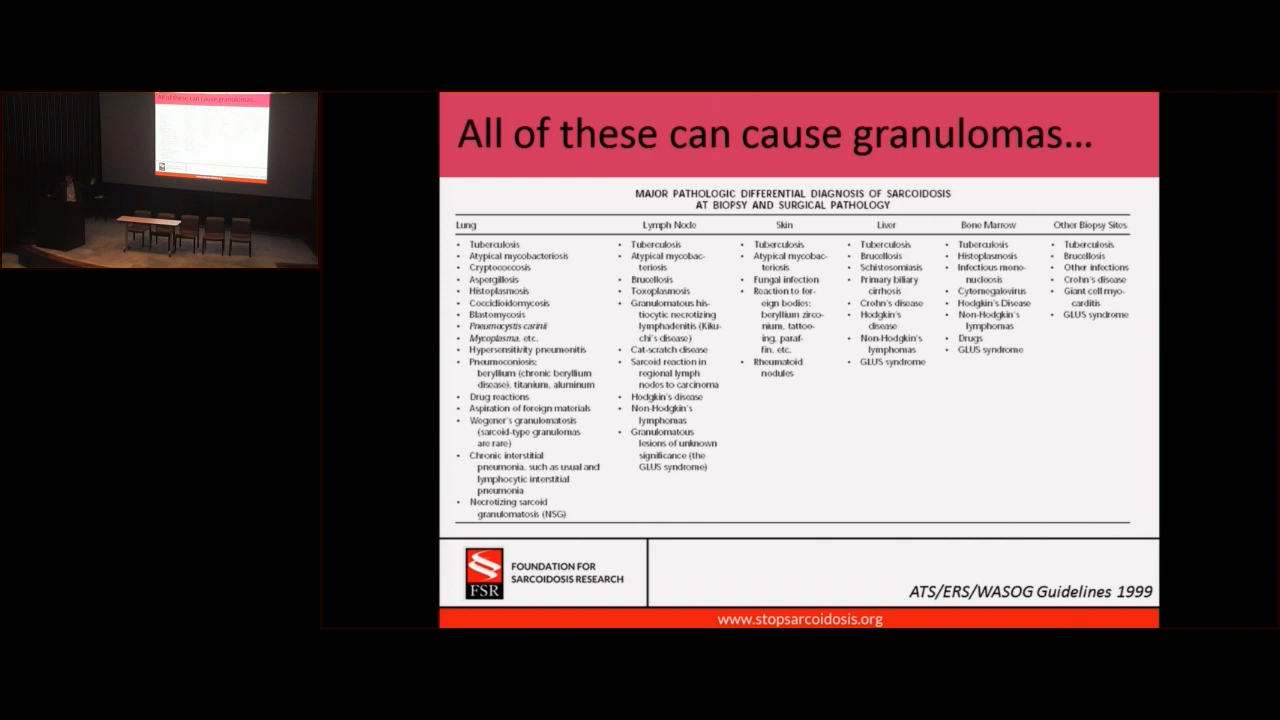 All of these can cause granulomas...
MAJOR PATHOLOGIC DIFFERENTIAL DIAGNOSIS OF SARCOIDOSIS
AT BIOPSY AND SURGICAL PATHOLOGY
Lung
• Tuberculosis
• Atypical mycobacteriosis
• Cryptococcosis
• Aspergillosis
• Histoplasmosis
• Coccidioidomycosis
• Blastomycosis
• Pneumocystis carinii
• Mycoplasma, etc.
• Hypersensitivity pneumonitis
• Pneumoconiosis:
beryllium (chronic beryllium
disease), titanium, aluminum
• Drug reactions
• Aspiration of foreign materials
• Wegener's granulomatosis
(sarcoid-type granulomas
are rare)
• Chronic interstitial
pneumonia, such as usual and
lymphocytic interstitial
pneumonia
• Necrotizing sarcoid
granulomatosis (NSG)
Lymph Node
• Tuberculosis
• Atypical mycobac-
teriosis
• Brucellosis
• Toxoplasmosis
• Granulomatous his-
tiocytic necrotizing
lymphadenitis (Kiku-
chi's disease)
• Cat-scratch disease
• Sarcoid reaction in
regional lymph
nodes to carcinoma
• Hodgkin's disease
• Non-Hodgkin's
lymphomas
• Granulomatous
lesions of unknown
significance (the
GLUS syndrome)
Skin
• Tuberculosis
• Atypical mycobac-
teriosis
• Fungal infection
• Reaction to for-
eign bodies:
beryllium zirco-
nium, tattoo-
ing, paraf-
fin, etc.
• Rheumatoid
nodules
Liver
• Tuberculosis
• Brucellosis
• Schistosomiasis
• Primary biliary
cirrhosis
• Crohn's disease
• Hodgkin's
disease
• Non-Hodgkin's
lymphomas
• GLUS syndrome
Bone Marrow
• Tuberculosis
• Histoplasmosis
• Infectious mono-
nucleosis
• Cytomegalovirus
• Hodgkin's Disease
• Non-Hodgkin's
lymphomas
• Drugs
• GLUS syndrome
Other Biopsy Sites
• Tuberculosis
• Brucellosis
• Other infections
• Crohn's disease
• Giant cell myo-
carditis
• GLUS syndrome
FSR
FOUNDATION FOR
SARCOIDOSIS RESEARCH
ATS/ERS/WASOG Guidelines 1999
www.stopsarcoidosis.org
All of these can cause granulomas...